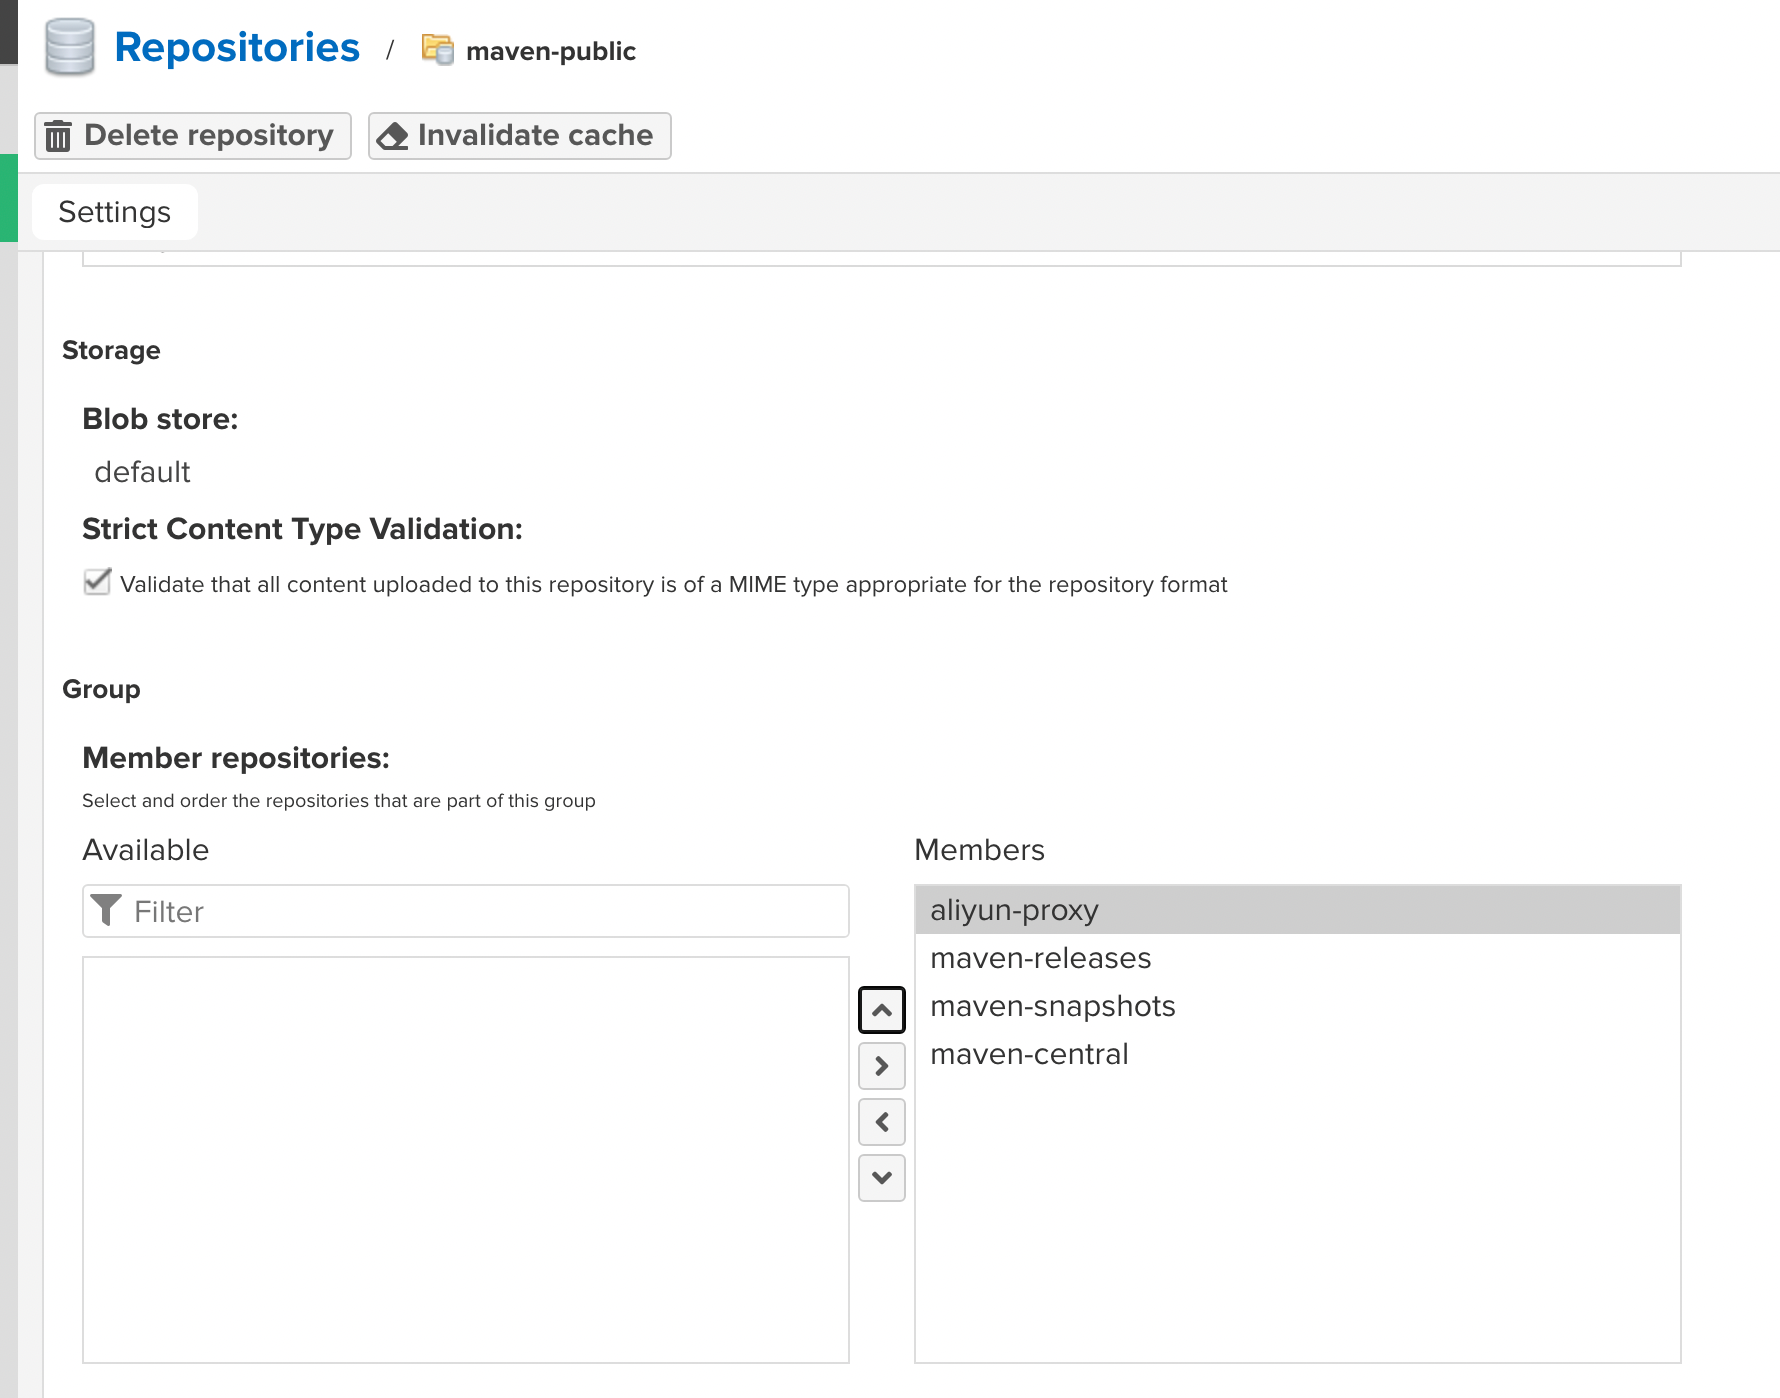 Repositories / maven-public
Delete repository
Invalidate cache
Settings
Storage
Blob store:
default
Strict Content Type Validation:
Validate that all content uploaded to this repository is of a MIME type appropriate for the repository format
Group
Member repositories:
Select and order the repositories that are part of this group
Available
Filter
Members
aliyun-proxy
maven-releases
maven-snapshots
maven-central